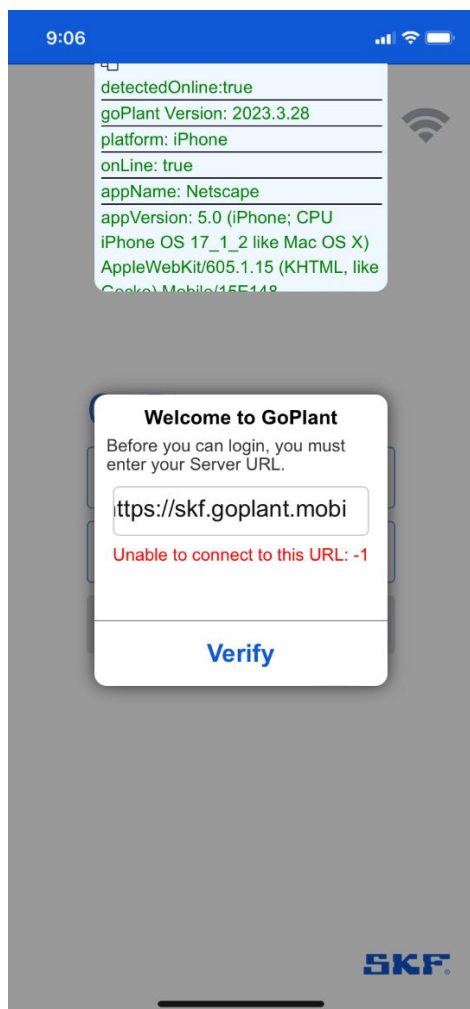 9:06
detectedOnline:true
goPlant Version: 2023.3.28
platform: iPhone
onLine: true
appName: Netscape
appVersion: 5.0 (iPhone; CPU
iPhone OS 17_1_2 like Mac OS X)
AppleWebKit/605.1.15 (KHTML, like
Gecko) Mobile/15E148
Welcome to GoPlant
Before you can login, you must
enter your Server URL.
ttps://skf.goplant.mobi
Unable to connect to this URL: -1
Verify
SKF.